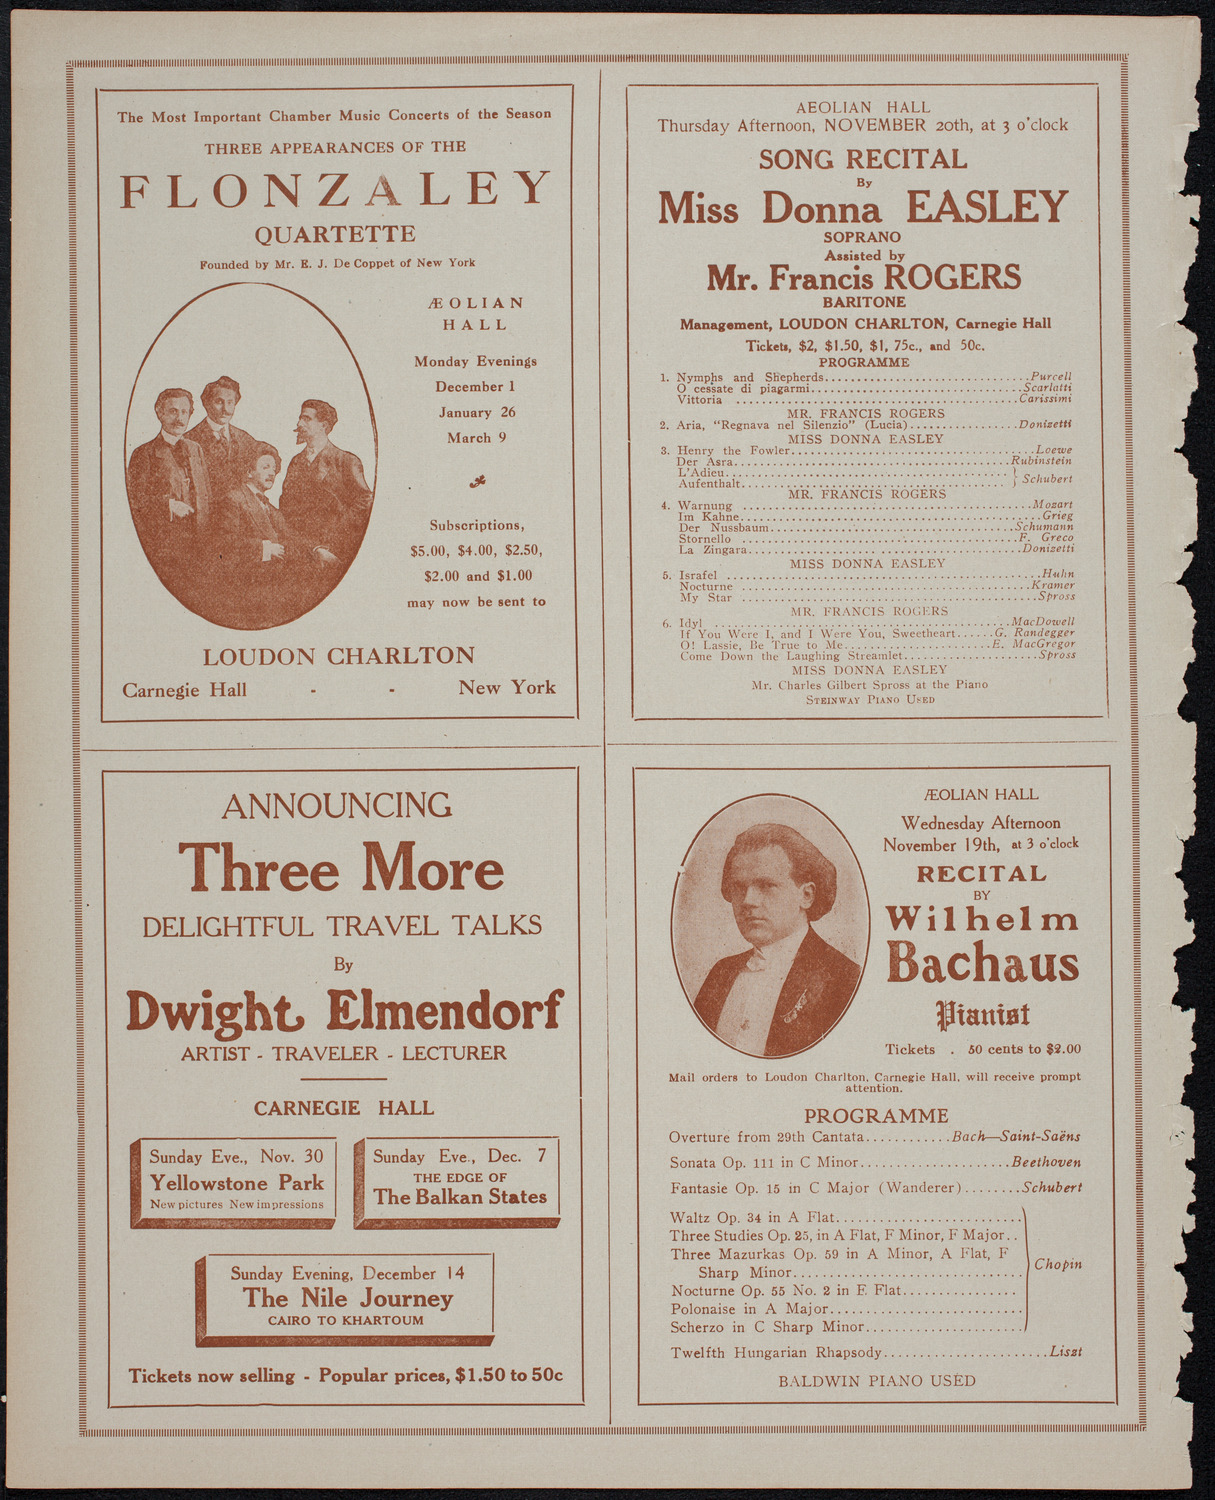 The Most Important Chamber Music Concerts of the Season
THREE APPEARANCES OF THE
FLONZALEY
QUARTETTE
Founded by Mr. E. J. De Coppet of New York
ÆOLIAN
HALL
Monday Evenings
December 1
January 26
March 9
Subscriptions,
$5.00, $4.00, $2.50,
$2.00 and $1.00
may now be sent to
LOUDON CHARLTON
Carnegie Hall - - New York
AEOLIAN HALL
Thursday Afternoon, NOVEMBER 20th, at 3 o'clock
SONG RECITAL
By
Miss Donna EASLEY
SOPRANO
Assisted by
Mr. Francis ROGERS
BARITONE
Management, LOUDON CHARLTON, Carnegie Hall
Tickets, $2, $1.50, $1, 75c., and 50c.
PROGRAMME
1. Nymphs and Shepherds..............................Purcell
O cessate di piagarmi..............................Scarlatti
Vittoria ..............................Carissimi
MR. FRANCIS ROGERS
2. Aria, "Regnava nel Silenzio" (Lucia)................Donizetti
MISS DONNA EASLEY
3. Henry the Fowler..............................Loewe
Der Asra..............................Rubinstein
L'Adieu..............................
Aufenthalt.............................. } Schubert
MR. FRANCIS ROGERS
4. Warnung ..............................Mozart
Im Kahne..............................Grieg
Der Nussbaum..............................Schumann
Stornello ..............................F. Greco
La Zingara..............................Donizetti
MISS DONNA EASLEY
5. Israfel ..............................Huhn
Nocturne ..............................Kramer
My Star ..............................Spross
MR. FRANCIS ROGERS
6. Idyl ..............................MacDowell
If You Were I, and I Were You, Sweetheart......G. Randegger
O! Lassie, Be True to Me......................E. MacGregor
Come Down the Laughing Streamlet....................Spross
MISS DONNA EASLEY
Mr. Charles Gilbert Spross at the Piano
STEINWAY PIANO USED
ANNOUNCING
Three More
DELIGHTFUL TRAVEL TALKS
By
Dwight Elmendorf
ARTIST - TRAVELER - LECTURER
CARNEGIE HALL
Sunday Eve., Nov. 30
Yellowstone Park
New pictures New impressions
Sunday Eve., Dec. 7
THE EDGE OF
The Balkan States
Sunday Evening, December 14
The Nile Journey
CAIRO TO KHARTOUM
Tickets now selling - Popular prices, $1.50 to 50c
ÆOLIAN HALL
Wednesday Afternoon
November 19th, at 3 o'clock
RECITAL
BY
Wilhelm
Bachaus
Pianist
Tickets . 50 cents to $2.00
Mail orders to Loudon Charlton, Carnegie Hall, will receive prompt
attention.
PROGRAMME
Overture from 29th Cantata............Bach—Saint-Saëns
Sonata Op. 111 in C Minor.....................Beethoven
Fantasie Op. 15 in C Major (Wanderer)........Schubert
Waltz Op. 34 in A Flat..........................
Three Studies Op. 25, in A Flat, F Minor, F Major..
Three Mazurkas Op. 59 in A Minor, A Flat, F
Sharp Minor................................ Chopin
Nocturne Op. 55 No. 2 in E Flat................
Polonaise in A Major...........................
Scherzo in C Sharp Minor......................
Twelfth Hungarian Rhapsody.......................Liszt
BALDWIN PIANO USED